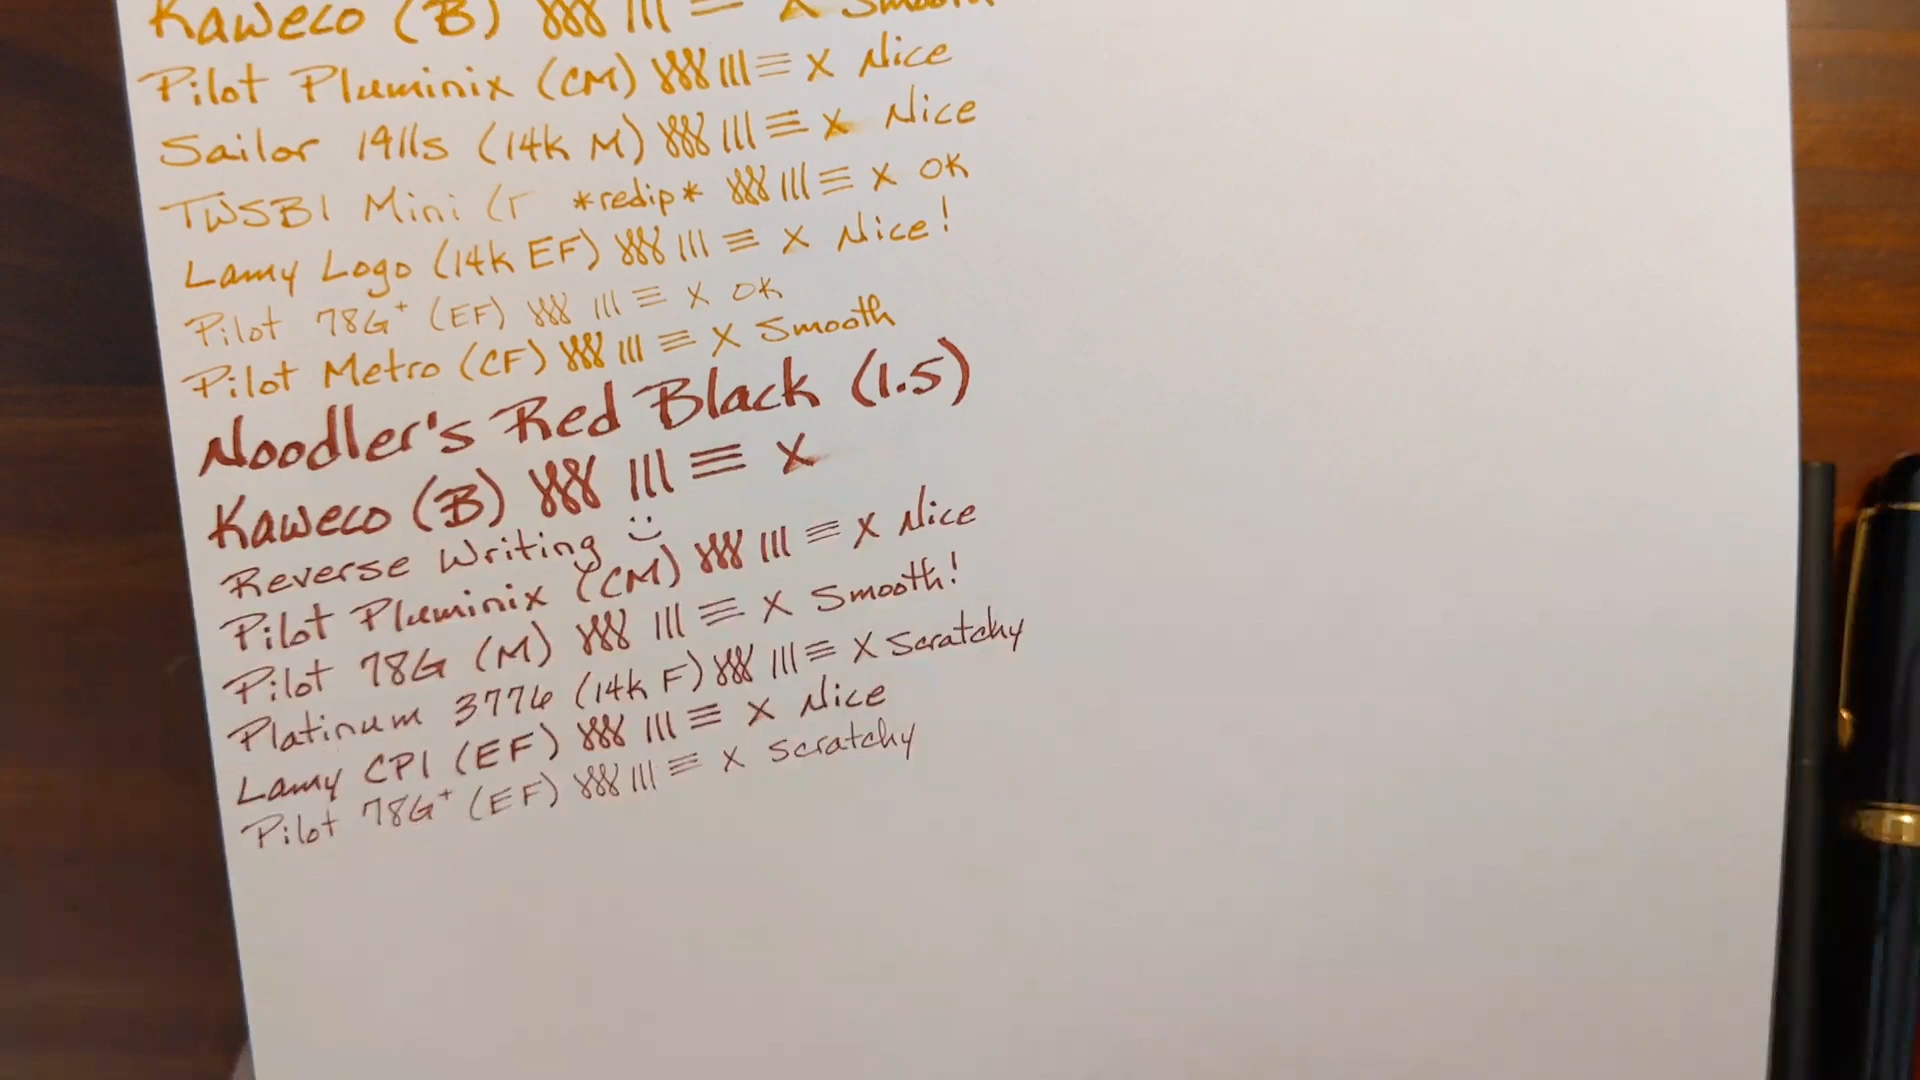 Kaweco (B) Smooth
Pilot Pluminix (CM) X Nice
Sailor 1911s (14k M) X Nice
TWSBI Mini ( *redip* X OK
Lamy Logo (14k EF) X Nice!
Pilot 78G+ (EF) X OK
Pilot Metro (CF) X Smooth
Noodler's Red Black (1.5)
Kaweco (B) X
Reverse Writing
Pilot Pluminix (CM) X Nice
Pilot 78G (M) X Smooth!
Platinum 3776 (14k F) X Scratchy
Lamy CP1 (EF) X Nice
Pilot 78G+ (EF) X Scratchy